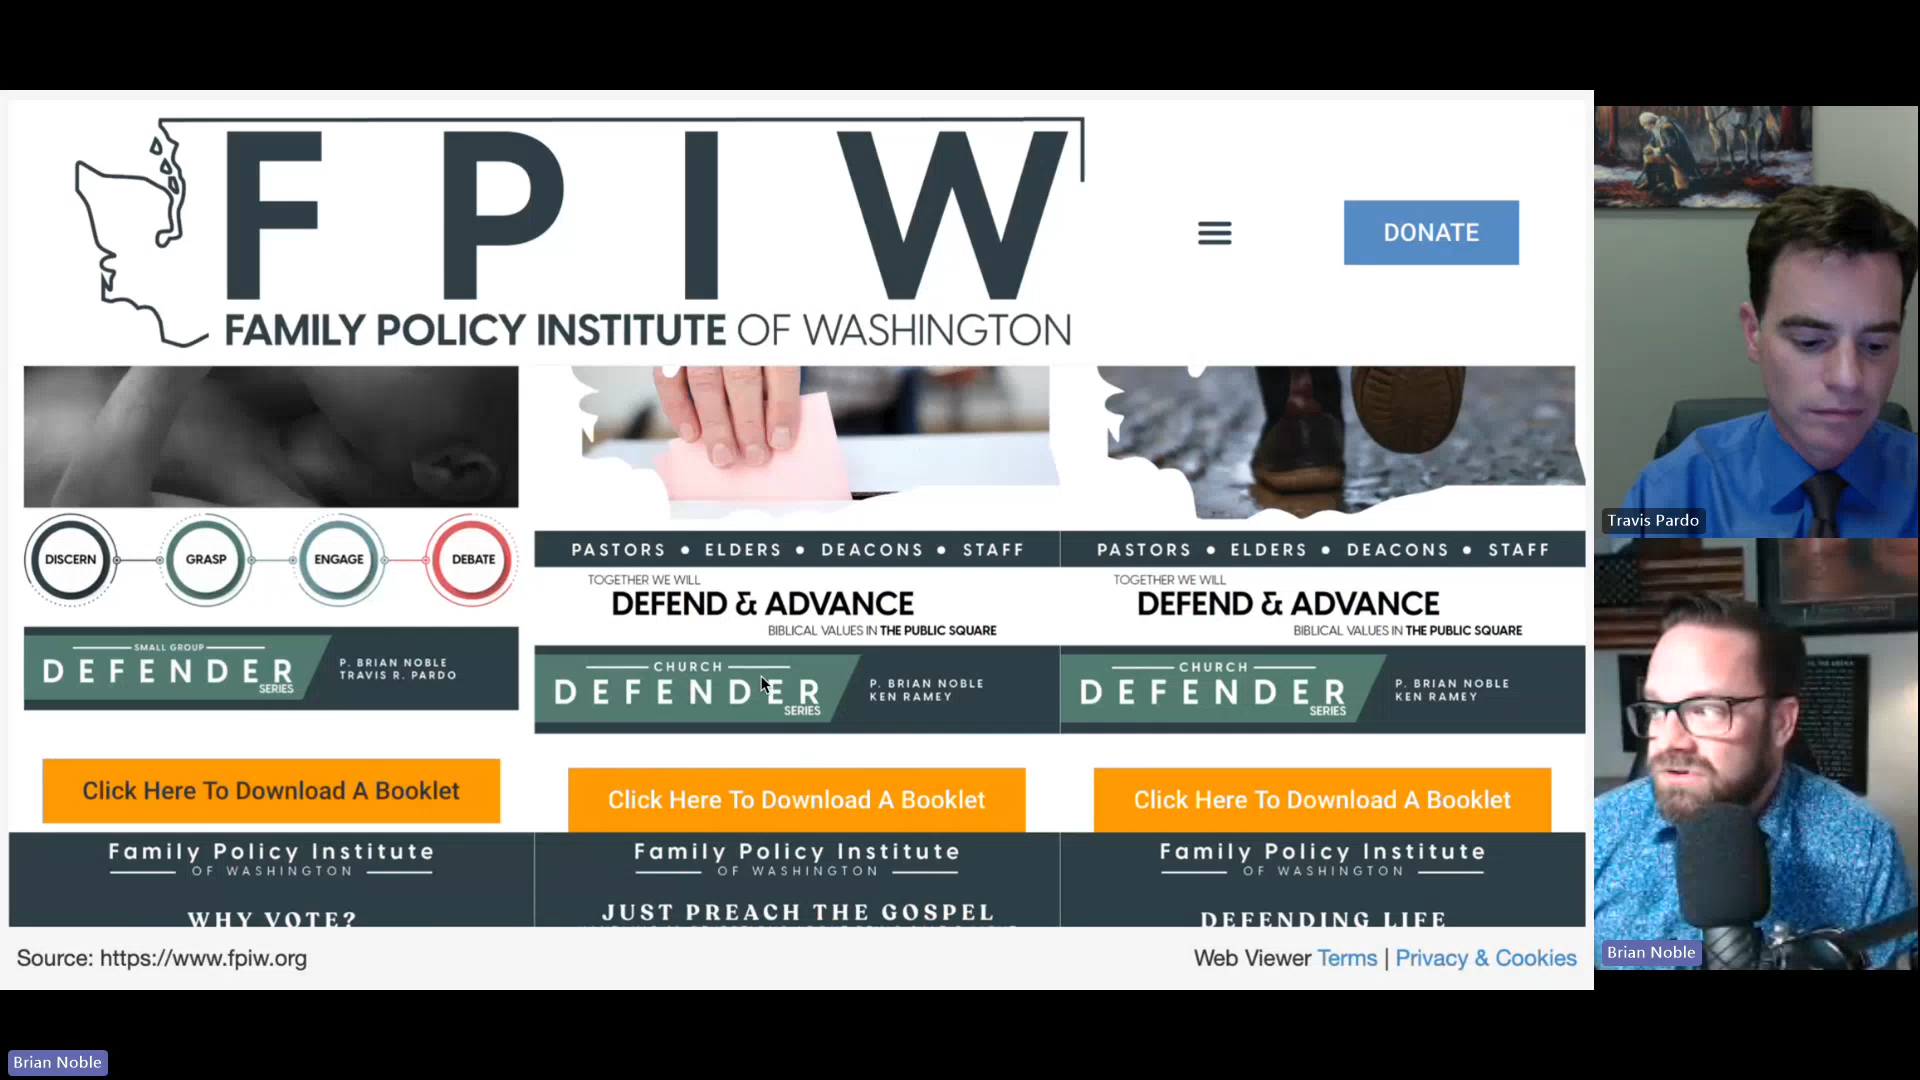 F P I W
FAMILY POLICY INSTITUTE OF WASHINGTON
DONATE
DISCERN
GRASP
ENGAGE
DEBATE
SMALL GROUP
DEFENDER
SERIES
P. BRIAN NOBLE
TRAVIS R. PARDO
Click Here To Download A Booklet
PASTORS • ELDERS • DEACONS • STAFF
TOGETHER WE WILL
DEFEND & ADVANCE
BIBLICAL VALUES IN THE PUBLIC SQUARE
CHURCH
DEFENDER
SERIES
P. BRIAN NOBLE
KEN RAMEY
Click Here To Download A Booklet
PASTORS • ELDERS • DEACONS • STAFF
TOGETHER WE WILL
DEFEND & ADVANCE
BIBLICAL VALUES IN THE PUBLIC SQUARE
CHURCH
DEFENDER
SERIES
P. BRIAN NOBLE
KEN RAMEY
Click Here To Download A Booklet
Family Policy Institute
OF WASHINGTON
WHY VOTE?
Family Policy Institute
OF WASHINGTON
JUST PREACH THE GOSPEL
Family Policy Institute
OF WASHINGTON
DEFENDING LIFE
Source: https://www.fpiw.org
Web Viewer Terms | Privacy & Cookies
Travis Pardo
Brian Noble
Brian Noble